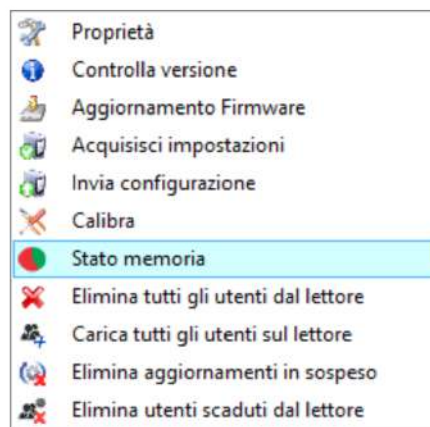 Proprietà
Controlla versione
Aggiornamento Firmware
Acquisisci impostazioni
Invia configurazione
Calibra
Stato memoria
Elimina tutti gli utenti dal lettore
Carica tutti gli utenti sul lettore
Elimina aggiornamenti in sospeso
Elimina utenti scaduti dal lettore